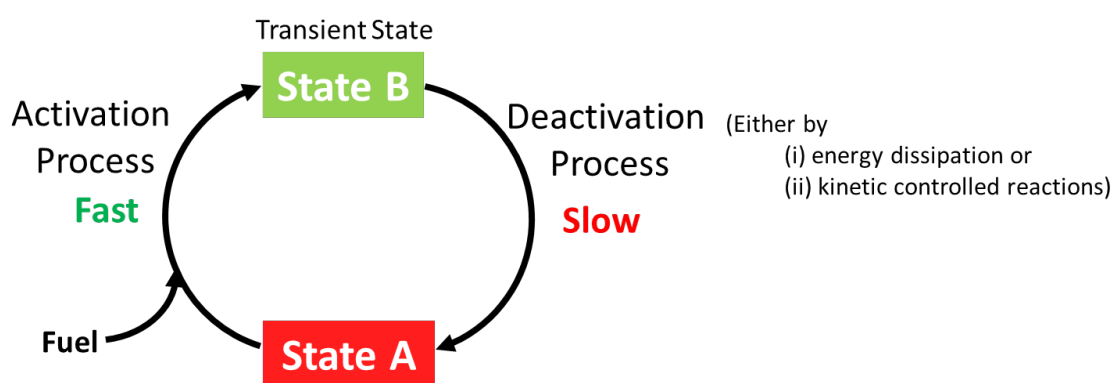 Transient State
State B
Activation
Process
Fast
Deactivation
Process
Slow
(Either by
(i) energy dissipation or
(ii) kinetic controlled reactions)
Fuel
State A